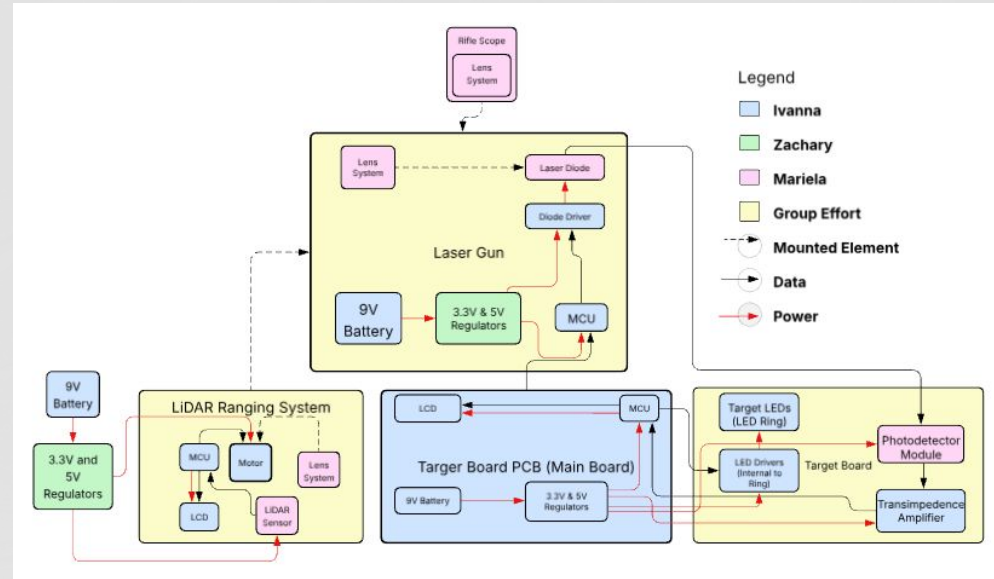 Rifle Scope
Lens
System
Legend
Ivanna
Zachary
Mariela
Group Effort
Mounted Element
Data
Power
Lens
System
Laser Diode
Diode Driver
Laser Gun
9V
Battery
3.3V & 5V
Regulators
MCU
9V
Battery
3.3V and
5V
Regulators
LiDAR Ranging System
MCU
Motor
Lens
System
LCD
LiDAR
Sensor
LCD
MCU
Targer Board PCB (Main Board)
9V Battery
3.3V & 5V
Regulators
Target LEDs
(LED Ring)
LED Drivers
(Internal to
Ring)
Target Board
Photodetector
Module
Transimpedence
Amplifier